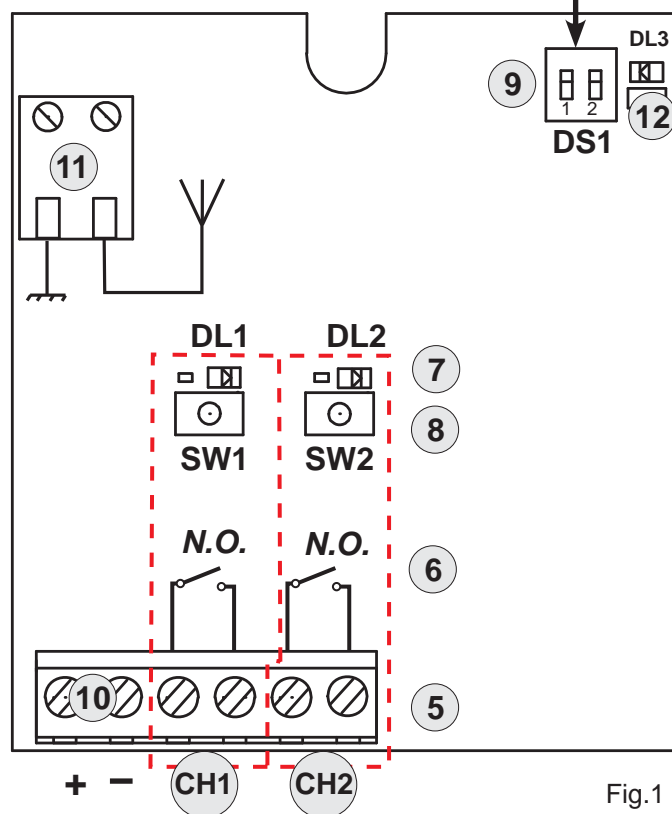 DL3
9
1 2
12
DS1
11
DL1 DL2
7
8
SW1 SW2
N.O. N.O.
6
10
5
+ − CH1 CH2
Fig.1